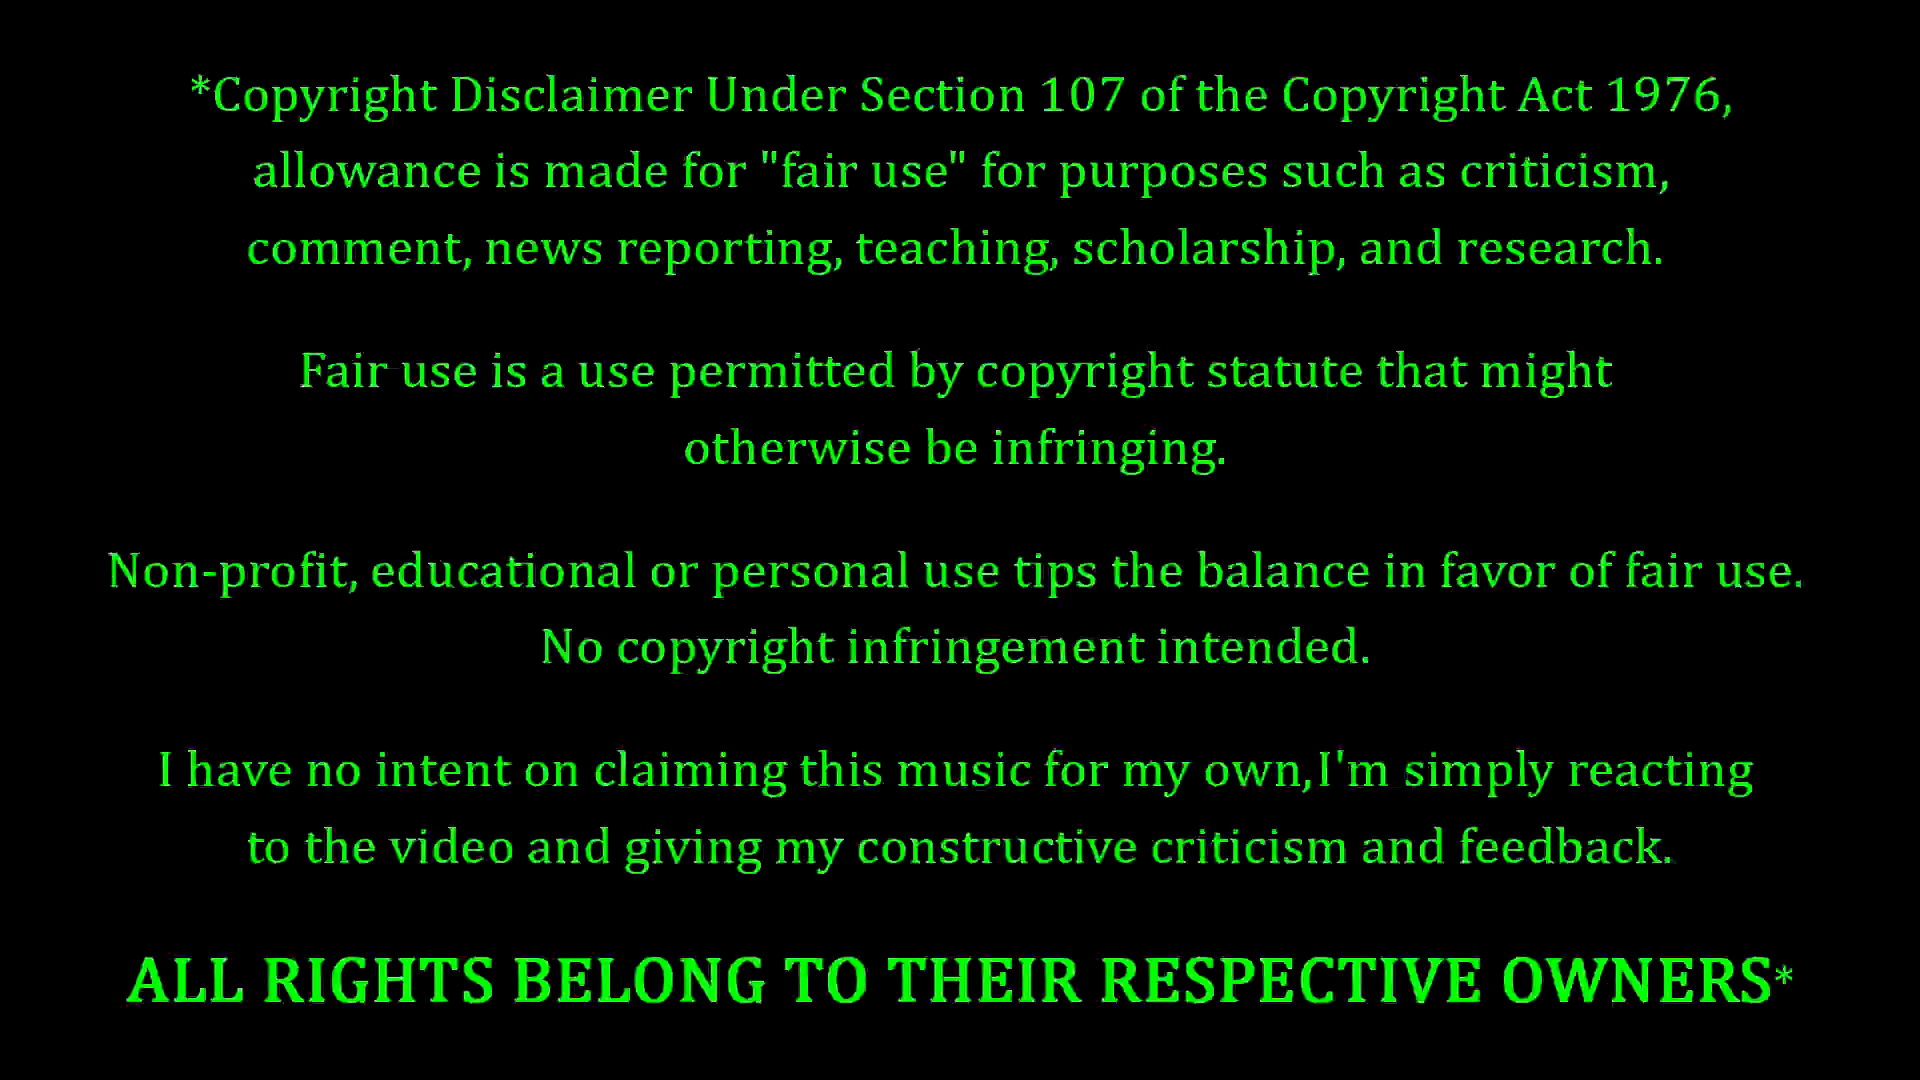 *Copyright Disclaimer Under Section 107 of the Copyright Act 1976,
allowance is made for "fair use" for purposes such as criticism,
comment, news reporting, teaching, scholarship, and research.
Fair use is a use permitted by copyright statute that might
otherwise be infringing.
Non-profit, educational or personal use tips the balance in favor of fair use.
No copyright infringement intended.
I have no intent on claiming this music for my own,I'm simply reacting
to the video and giving my constructive criticism and feedback.
ALL RIGHTS BELONG TO THEIR RESPECTIVE OWNERS*